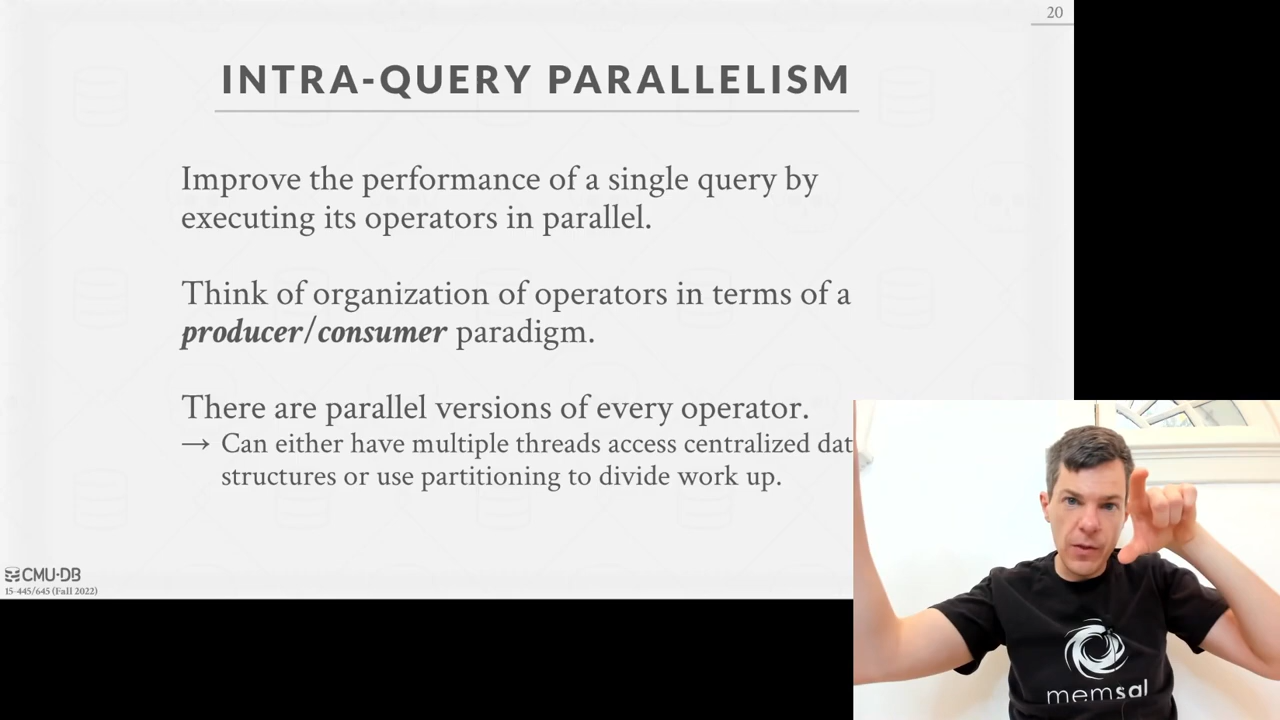 20
INTRA-QUERY PARALLELISM
Improve the performance of a single query by
executing its operators in parallel.
Think of organization of operators in terms of a
producer/consumer paradigm.
There are parallel versions of every operator.
→ Can either have multiple threads access centralized dat
structures or use partitioning to divide work up.
CMU·DB
15-445/645 (Fall 2022)
memsql